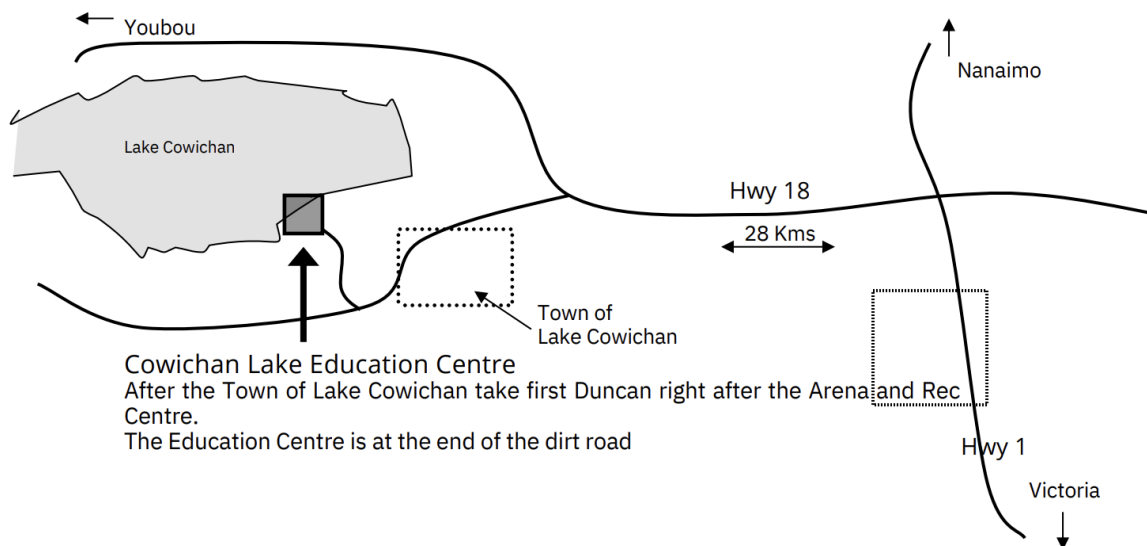 Youbou
Nanaimo
Lake Cowichan
Hwy 18
28 Kms
Town of
Lake Cowichan
Cowichan Lake Education Centre
After the Town of Lake Cowichan take first Duncan right after the Arena and Rec
Centre.
The Education Centre is at the end of the dirt road
Hwy 1
Victoria